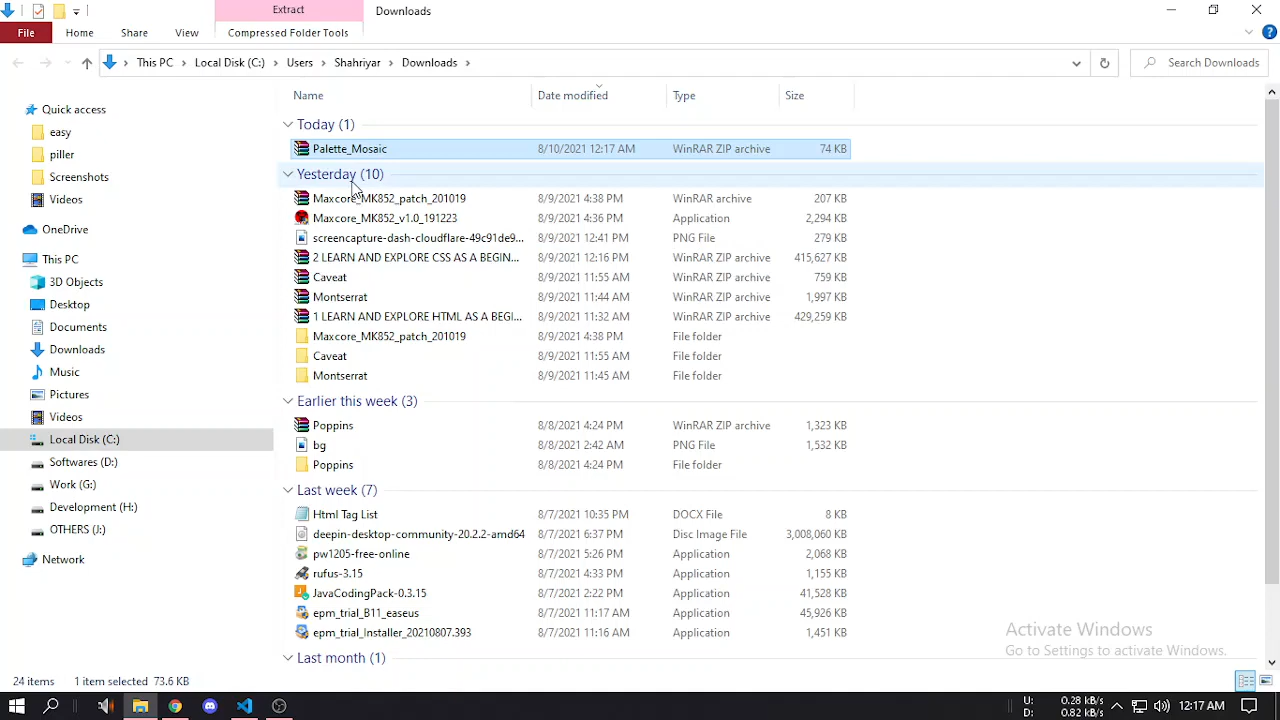 Extract
Downloads
File
Home
Share
View
Compressed Folder Tools
This PC
Local Disk (C:)
Users
Shahriyar
Downloads
Search Downloads
Name
Date modified
Type
Size
Quick access
easy
piller
Screenshots
Videos
OneDrive
This PC
3D Objects
Desktop
Documents
Downloads
Music
Pictures
Videos
Local Disk (C:)
Softwares (D:)
Work (G:)
Development (H:)
OTHERS (J:)
Network
Today (1)
Palette_Mosaic 8/10/2021 12:17 AM WinRAR ZIP archive 74 KB
Yesterday (10)
Maxcore_MK852_patch_201019 8/9/2021 4:38 PM WinRAR archive 207 KB
Maxcore_MK852_v1.0_191223 8/9/2021 4:36 PM Application 2,294 KB
screencapture-dash-cloudflare-49c91de9... 8/9/2021 12:41 PM PNG File 279 KB
2 LEARN AND EXPLORE CSS AS A BEGIN... 8/9/2021 12:16 PM WinRAR ZIP archive 415,627 KB
Caveat 8/9/2021 11:55 AM WinRAR ZIP archive 759 KB
Montserrat 8/9/2021 11:44 AM WinRAR ZIP archive 1,997 KB
1 LEARN AND EXPLORE HTML AS A BEGI... 8/9/2021 11:32 AM WinRAR ZIP archive 429,259 KB
Maxcore_MK852_patch_201019 8/9/2021 4:38 PM File folder
Caveat 8/9/2021 11:55 AM File folder
Montserrat 8/9/2021 11:45 AM File folder
Earlier this week (3)
Poppins 8/8/2021 4:24 PM WinRAR ZIP archive 1,323 KB
bg 8/8/2021 2:42 AM PNG File 1,532 KB
Poppins 8/8/2021 4:24 PM File folder
Last week (7)
Html Tag List 8/7/2021 10:35 PM DOCX File 8 KB
deepin-desktop-community-20.2.2-amd64 8/7/2021 6:37 PM Disc Image File 3,008,060 KB
pw1205-free-online 8/7/2021 5:26 PM Application 2,068 KB
rufus-3.15 8/7/2021 4:33 PM Application 1,155 KB
JavaCodingPack-0.3.15 8/7/2021 2:22 PM Application 41,528 KB
epm_trial_B11_easeus 8/7/2021 11:17 AM Application 45,926 KB
epm_trial_Installer_20210807.393 8/7/2021 11:16 AM Application 1,451 KB
Last month (1)
Activate Windows
Go to Settings to activate Windows.
24 items 1 item selected 73.6 KB
U: 0.28 kB/s
D: 0.82 kB/s
12:17 AM